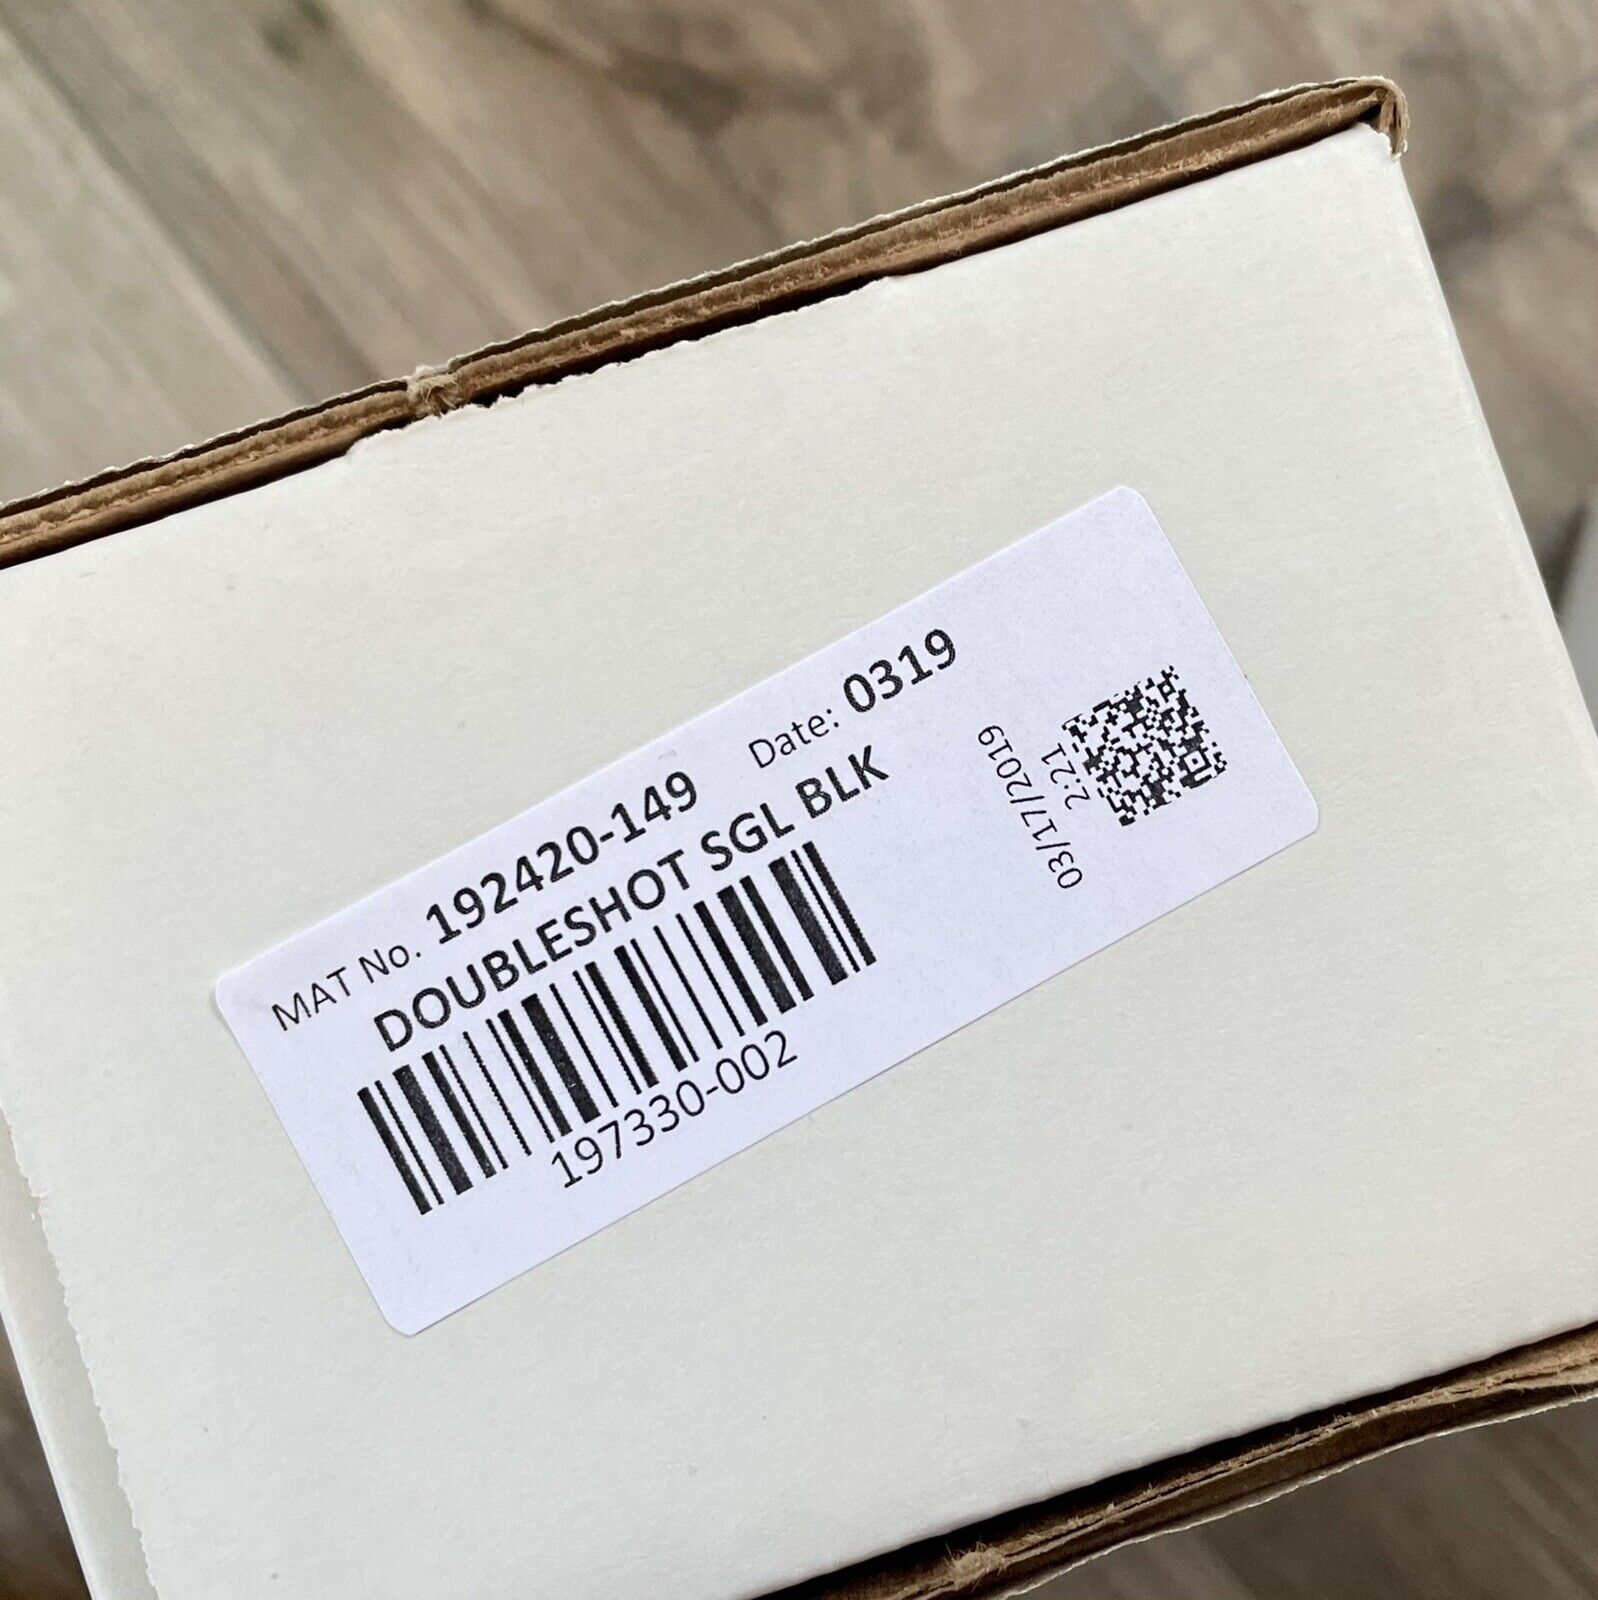 MAT No. 192420-149 Date: 0319
DOUBLESHOT SGL BLK
197330-002
03/17/2019
2:21